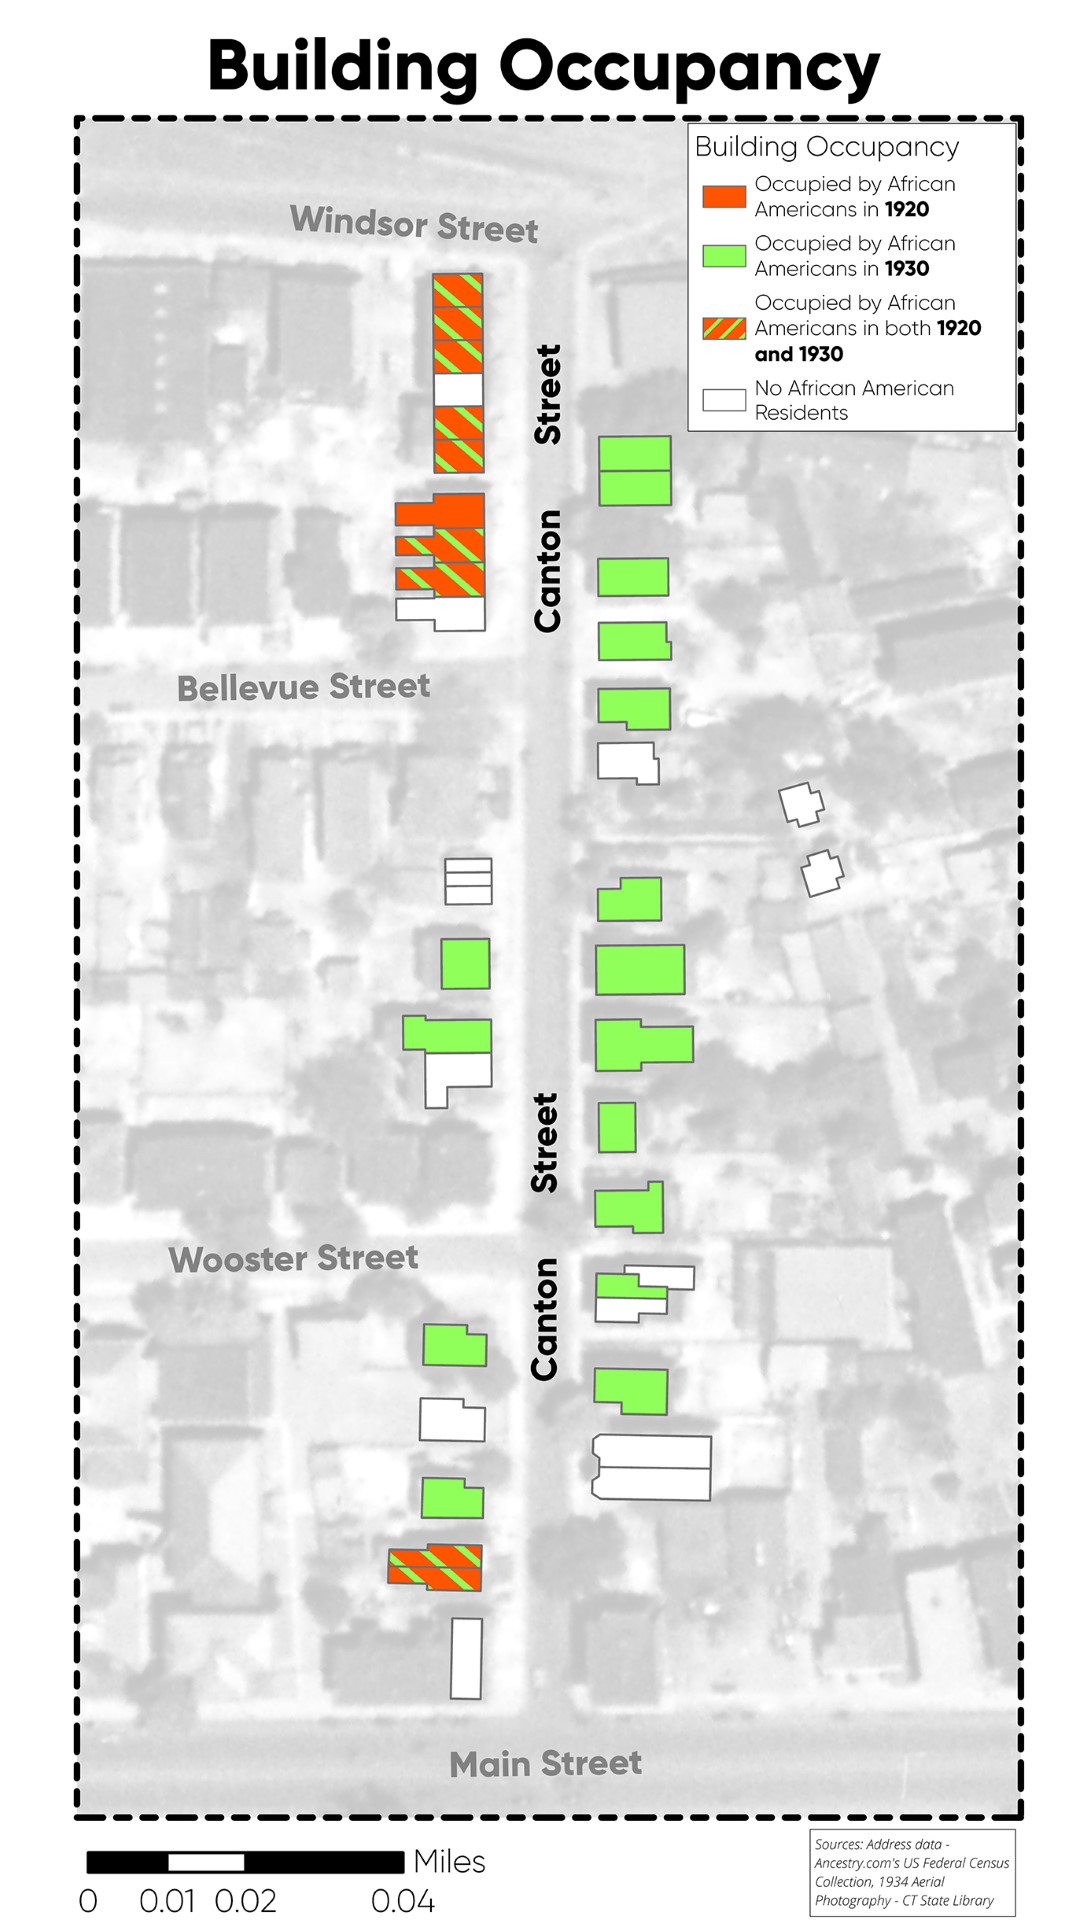 Building Occupancy
Building Occupancy
Occupied by African
Americans in 1920
Occupied by African
Americans in 1930
Occupied by African
Americans in both 1920
and 1930
No African American
Residents
Windsor Street
Canton Street
Bellevue Street
Canton Street
Wooster Street
Main Street
Miles
0 0.01 0.02 0.04
Sources: Address data -
Ancestry.com's US Federal Census
Collection, 1934 Aerial
Photography - CT State Library